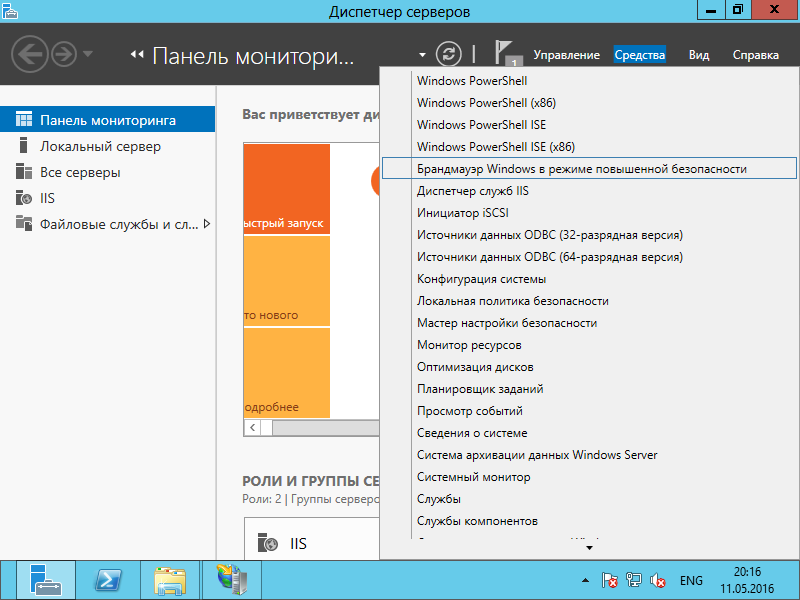 Диспетчер серверов
Панель монитори...
1
Управление
Средства
Вид
Справка
Панель мониторинга
Локальный сервер
Все серверы
IIS
Файловые службы и сл...
Вас приветствует ди
ыстрый запуск
то нового
одробнее
РОЛИ И ГРУППЫ СЕ
Роли: 2 | Группы серверо
IIS
Windows PowerShell
Windows PowerShell (x86)
Windows PowerShell ISE
Windows PowerShell ISE (x86)
Брандмауэр Windows в режиме повышенной безопасности
Диспетчер служб IIS
Инициатор iSCSI
Источники данных ODBC (32-разрядная версия)
Источники данных ODBC (64-разрядная версия)
Конфигурация системы
Локальная политика безопасности
Мастер настройки безопасности
Монитор ресурсов
Оптимизация дисков
Планировщик заданий
Просмотр событий
Сведения о системе
Система архивации данных Windows Server
Системный монитор
Службы
Службы компонентов
ENG
20:16
11.05.2016